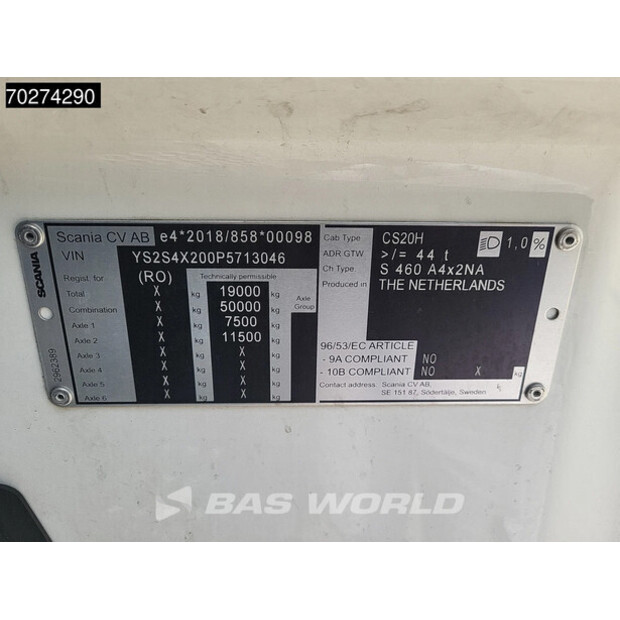 70274290
Scania CV AB e4*2018/858*00098
VIN YS2S4X200P5713046
Regist. for (RO) Technically permissible
Total X kg 19000 kg Axle Group
Combination X kg 50000 kg
Axle 1 X kg 7500 kg
Axle 2 X kg 11500 kg
Axle 3 X kg X kg
Axle 4 X kg X kg
Axle 5 X kg X kg
Axle 6 X kg X kg
SCANIA
2962389
Cab Type CS20H 1,0 %
ADR GTW >/= 44 t
Ch Type S 460 A4x2NA
Produced in THE NETHERLANDS
96/53/EC ARTICLE
- 9A COMPLIANT NO
- 10B COMPLIANT NO X kg
Contact address: Scania CV AB,
SE 151 87, Södertälje, Sweden
BAS WORLD